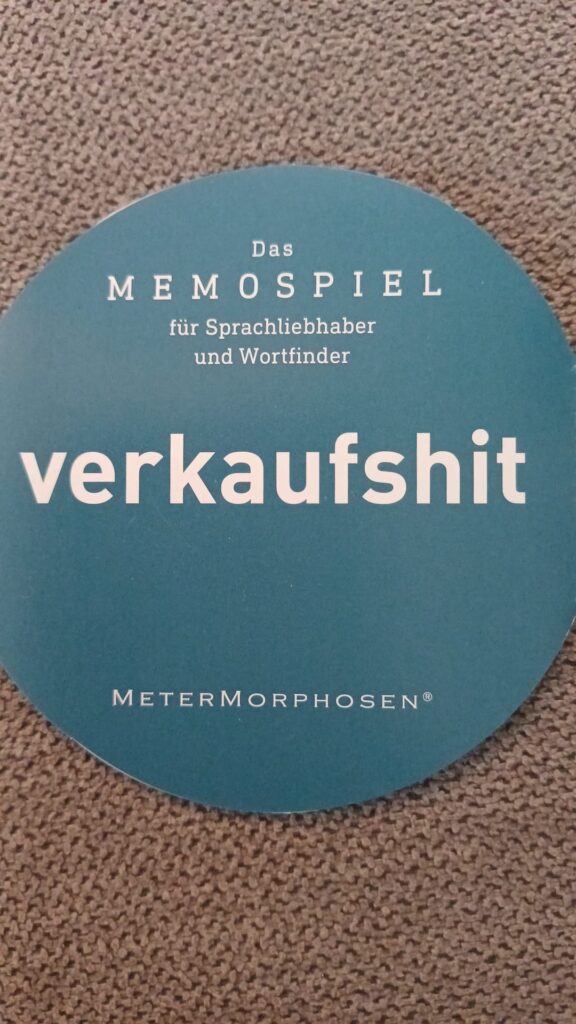 Das
MEMOSPIEL
für Sprachliebhaber
und Wortfinder
verkaufshit
METERMORPHOSEN®